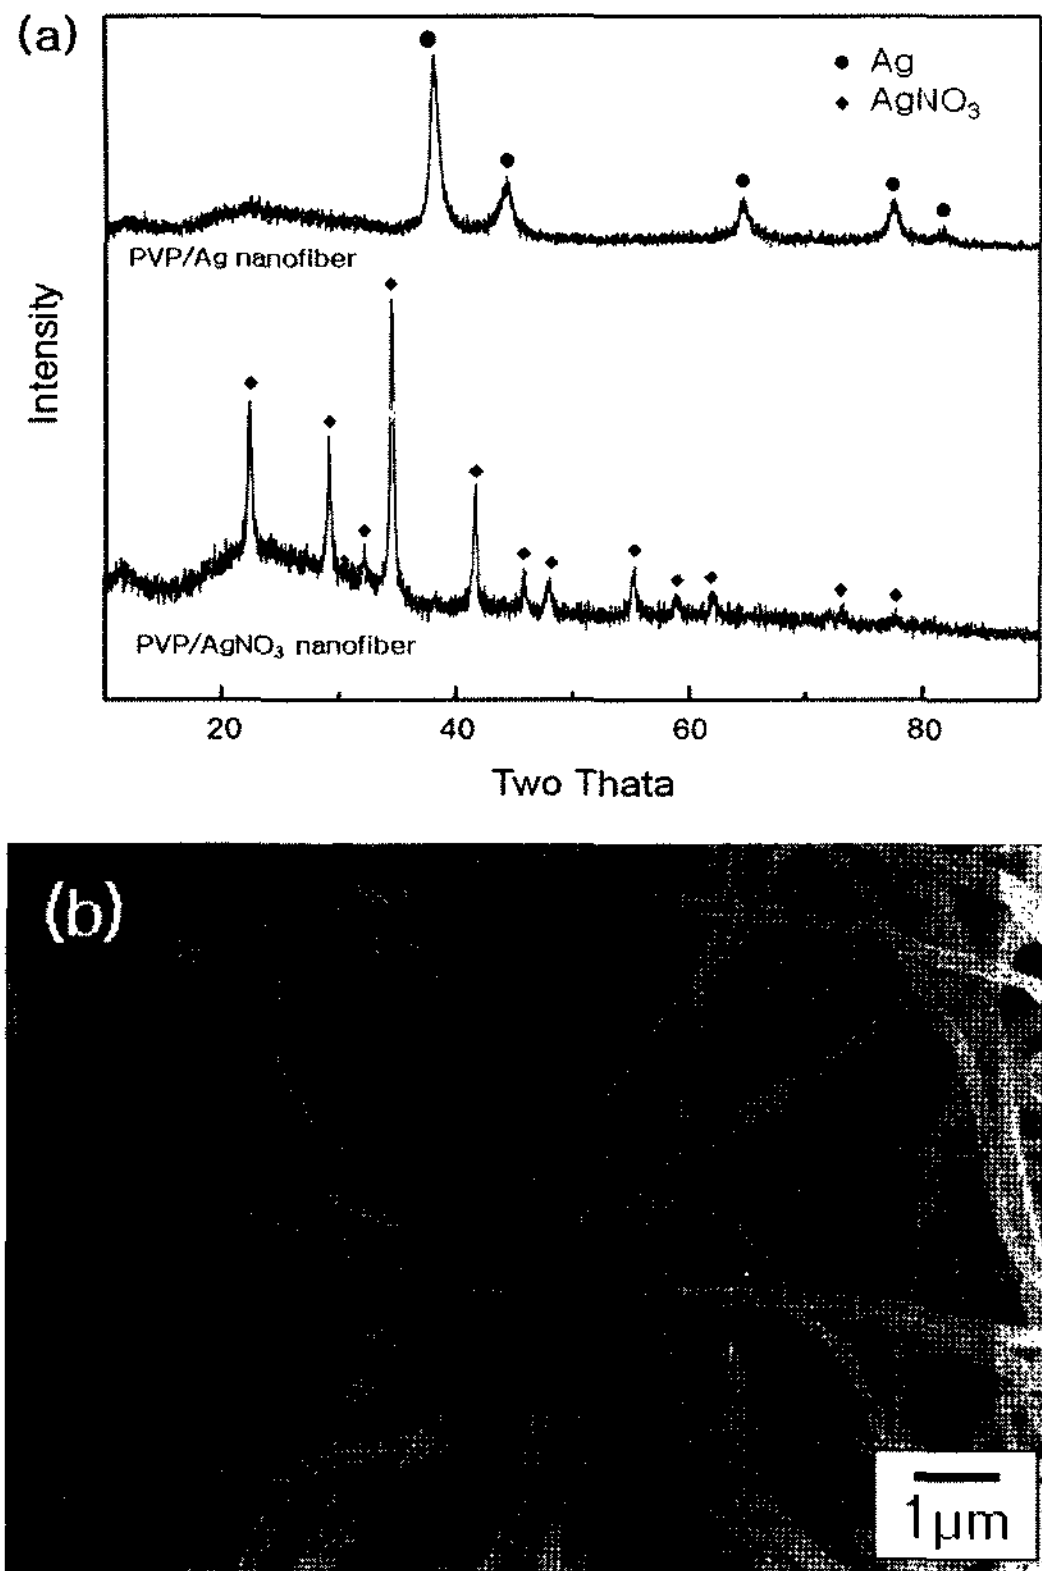 (a)
● Ag
◆ AgNO₃
PVP/Ag nanofiber
Intensity
PVP/AgNO₃ nanofiber
20 40 60 80
Two Thata
(b)
1μm